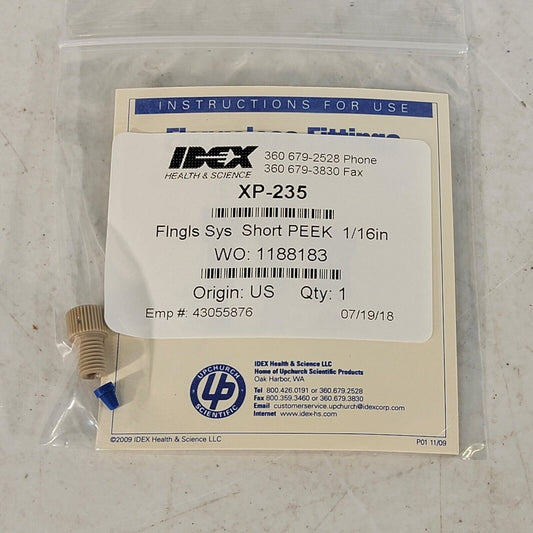 INSTRUCTIONS FOR USE
Flangeless Fittings
IDEX
HEALTH & SCIENCE
360 679-2528 Phone
360 679-3830 Fax
XP-235
Flngls Sys Short PEEK 1/16in
WO: 1188183
Origin: US Qty: 1
Emp #: 43055876 07/19/18
UPCHURCH
UP
SCIENTIFIC
IDEX Health & Science LLC
Home of Upchurch Scientific Products
Oak Harbor, WA
Tel 800.426.0191 or 360.679.2528
Fax 800.359.3460 or 360.679.3830
Email customerservice.upchurch@idexcorp.com
Internet www.idex-hs.com
©2009 IDEX Health & Science LLC
P01 11/09